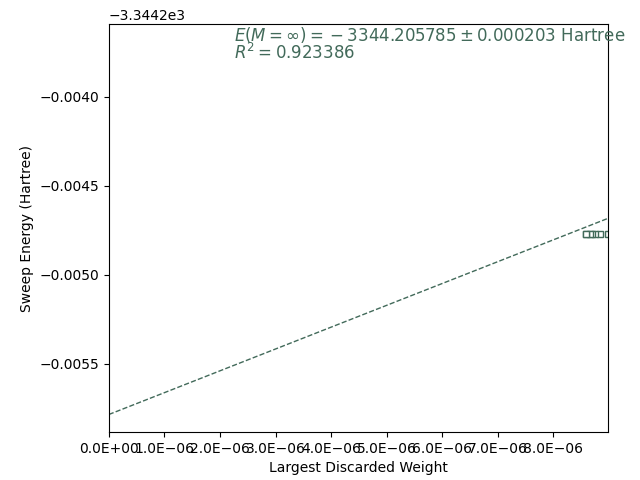 −3.3442e3
E(M = ∞) = − 3344.205785 ± 0.000203 Hartree
R² = 0.923386
−0.0040
−0.0045
−0.0050
−0.0055
Sweep Energy (Hartree)
0.0E+00 1.0E−06 2.0E−06 3.0E−06 4.0E−06 5.0E−06 6.0E−06 7.0E−06 8.0E−06
Largest Discarded Weight